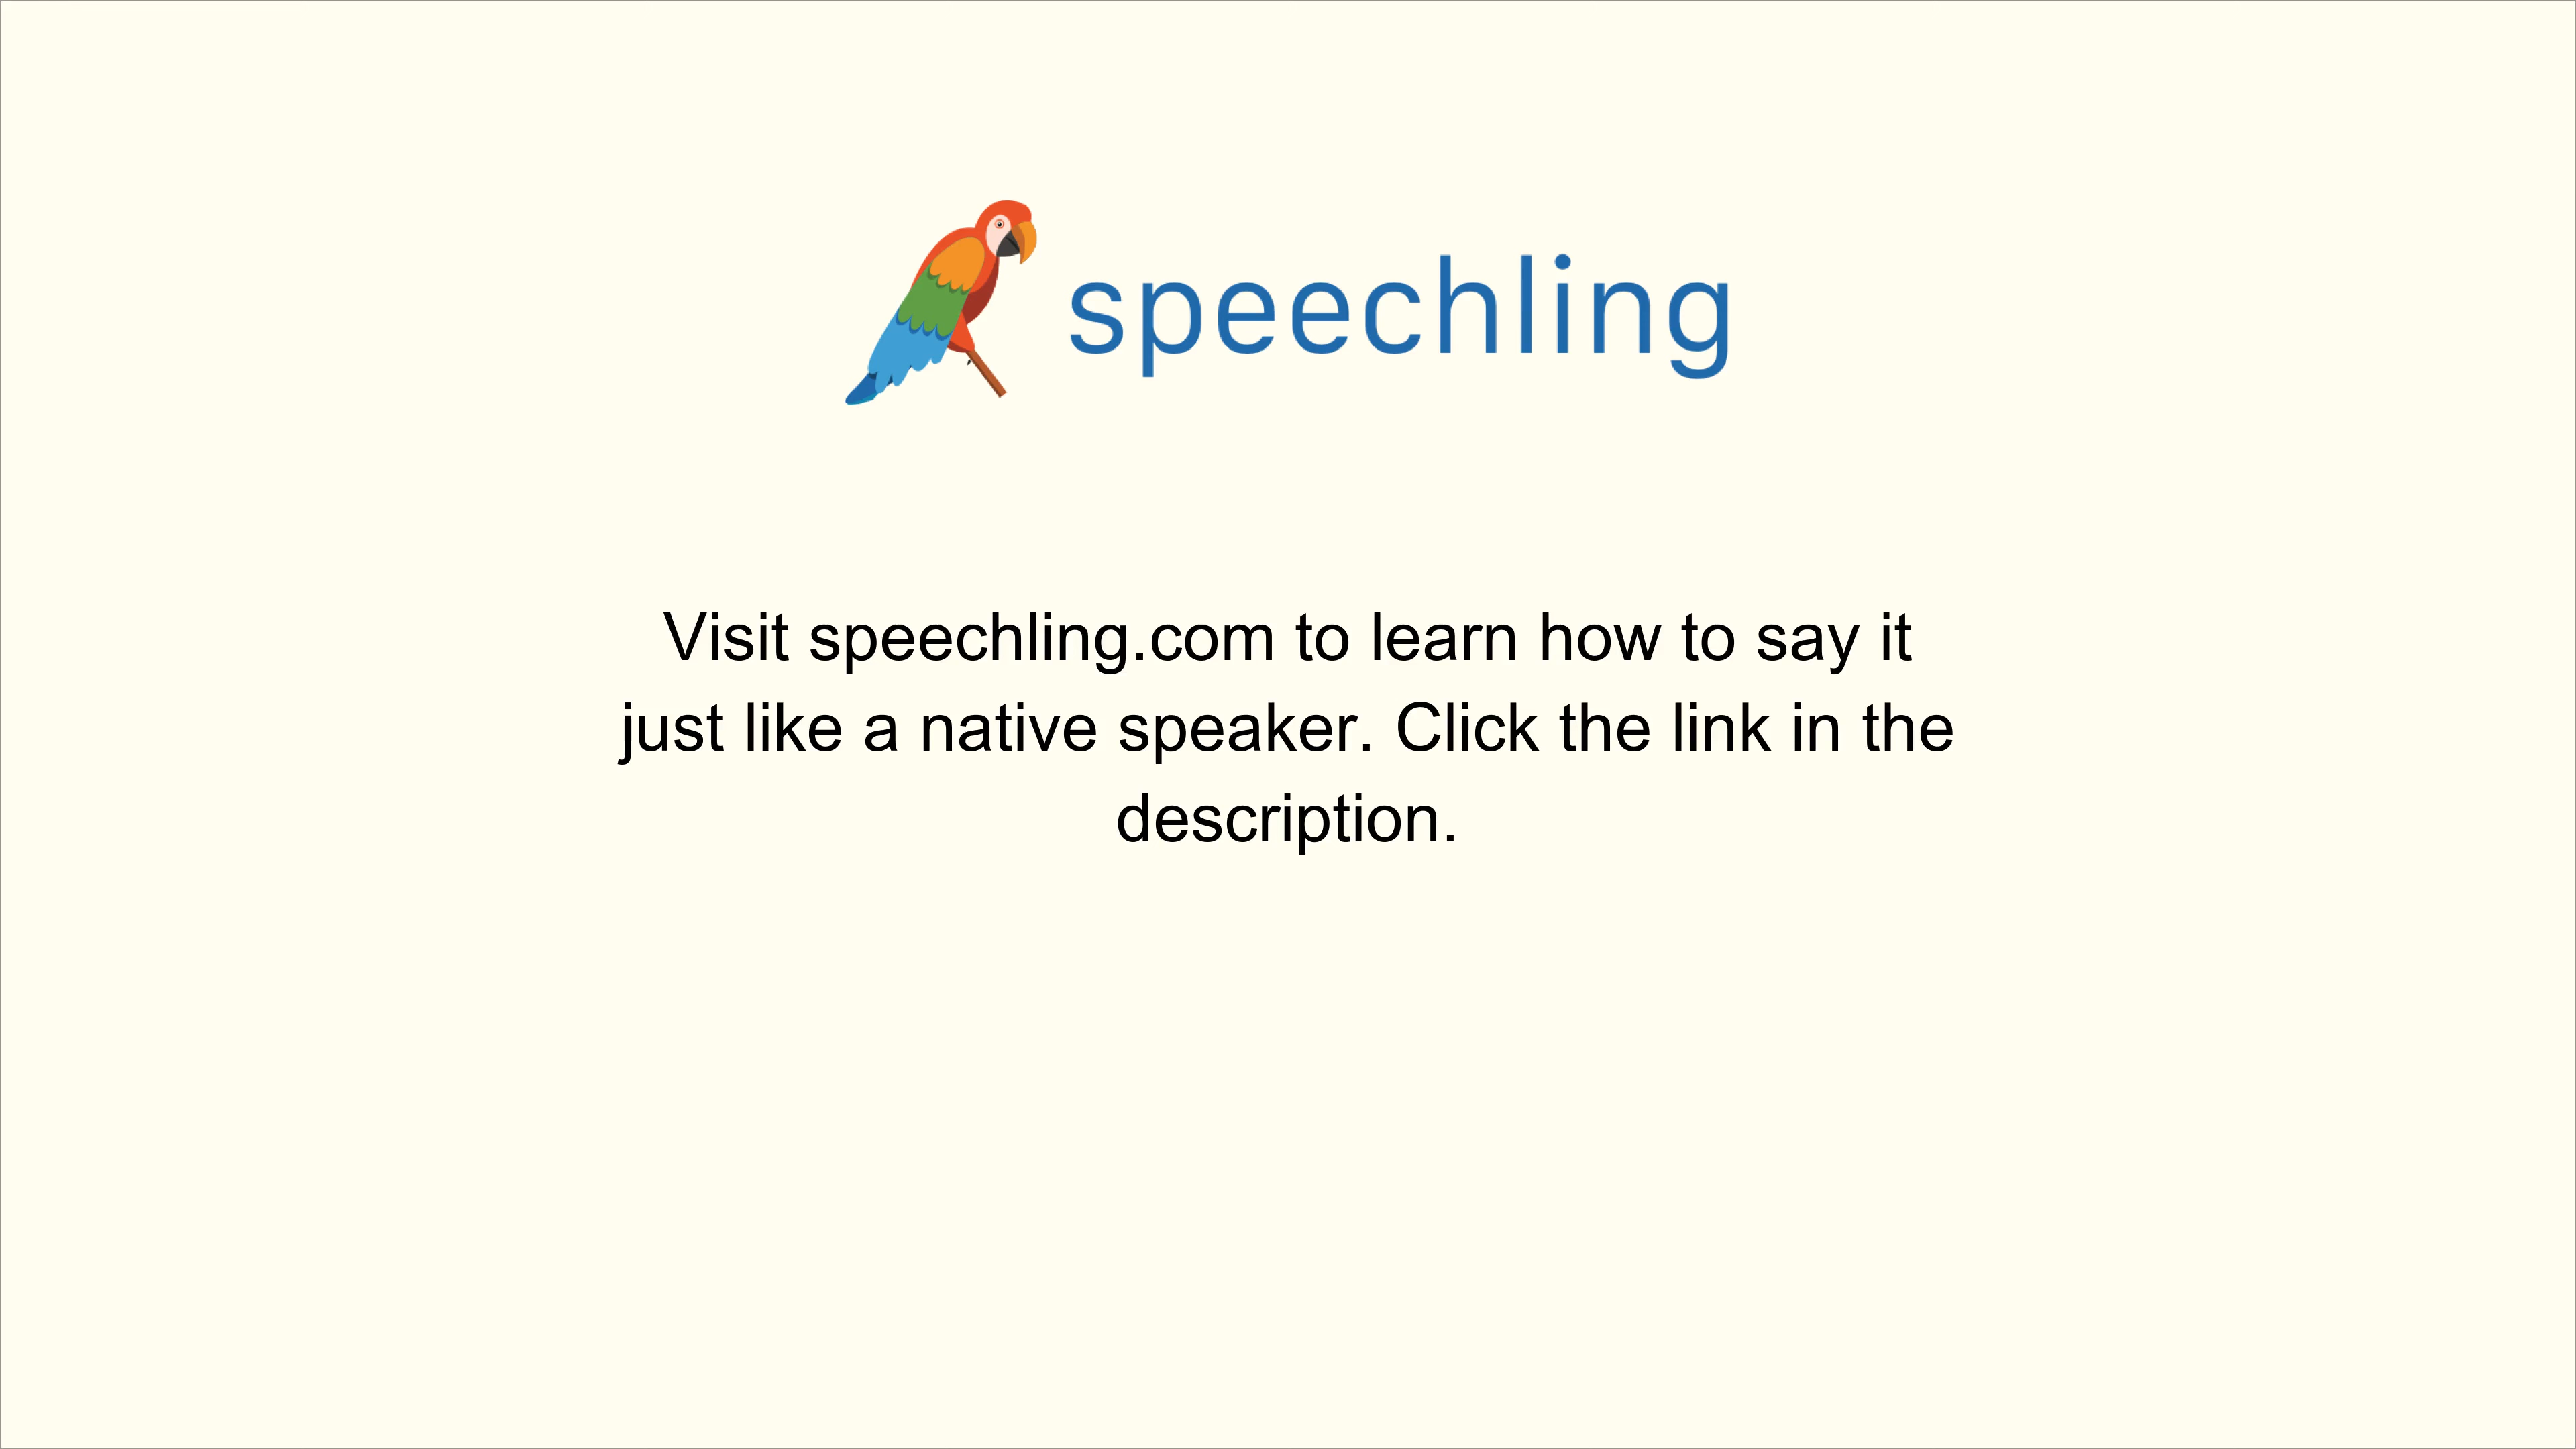 speechling
Visit speechling.com to learn how to say it
just like a native speaker. Click the link in the
description.